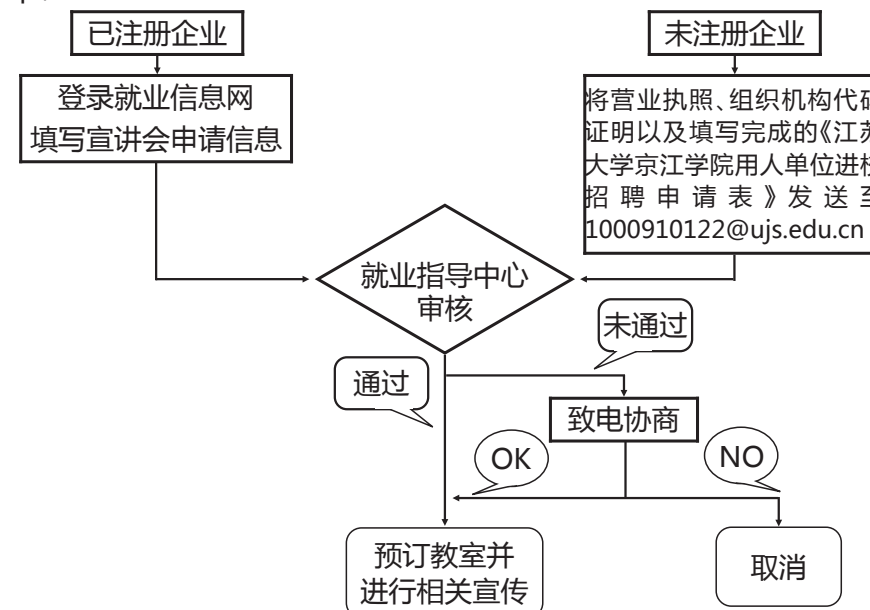 已注册企业
未注册企业
登录就业信息网
填写宣讲会申请信息
将营业执照、组织机构代码
证明以及填写完成的《江苏
大学京江学院用人单位进校
招聘申请表》发送至
1000910122@ujs.edu.cn
就业指导中心
审核
未通过
通过
致电协商
OK
NO
预订教室并
进行相关宣传
取消